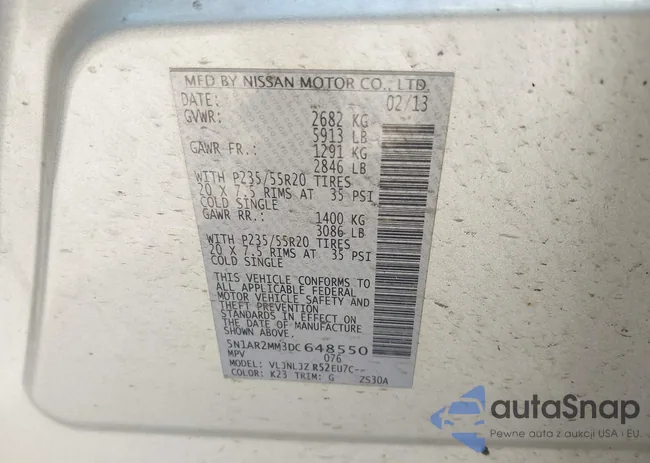 MFD BY NISSAN MOTOR CO., LTD.
DATE: 02/13
GVWR: 2682 KG
5913 LB
GAWR FR.: 1291 KG
2846 LB
WITH P235/55R20 TIRES
20 X 7.5 RIMS AT 35 PSI
COLD SINGLE
GAWR RR.: 1400 KG
3086 LB
WITH P235/55R20 TIRES
20 X 7.5 RIMS AT 35 PSI
COLD SINGLE
THIS VEHICLE CONFORMS TO
ALL APPLICABLE FEDERAL
MOTOR VEHICLE SAFETY AND
THEFT PREVENTION
STANDARDS IN EFFECT ON
THE DATE OF MANUFACTURE
SHOWN ABOVE.
5N1AR2MM3DC648550
MPV 076
MODEL: VLJNLJZ R52EU7C--
COLOR: K23 TRIM: G ZS30A
autoSnap
Pewne auta z aukcji USA i EU.